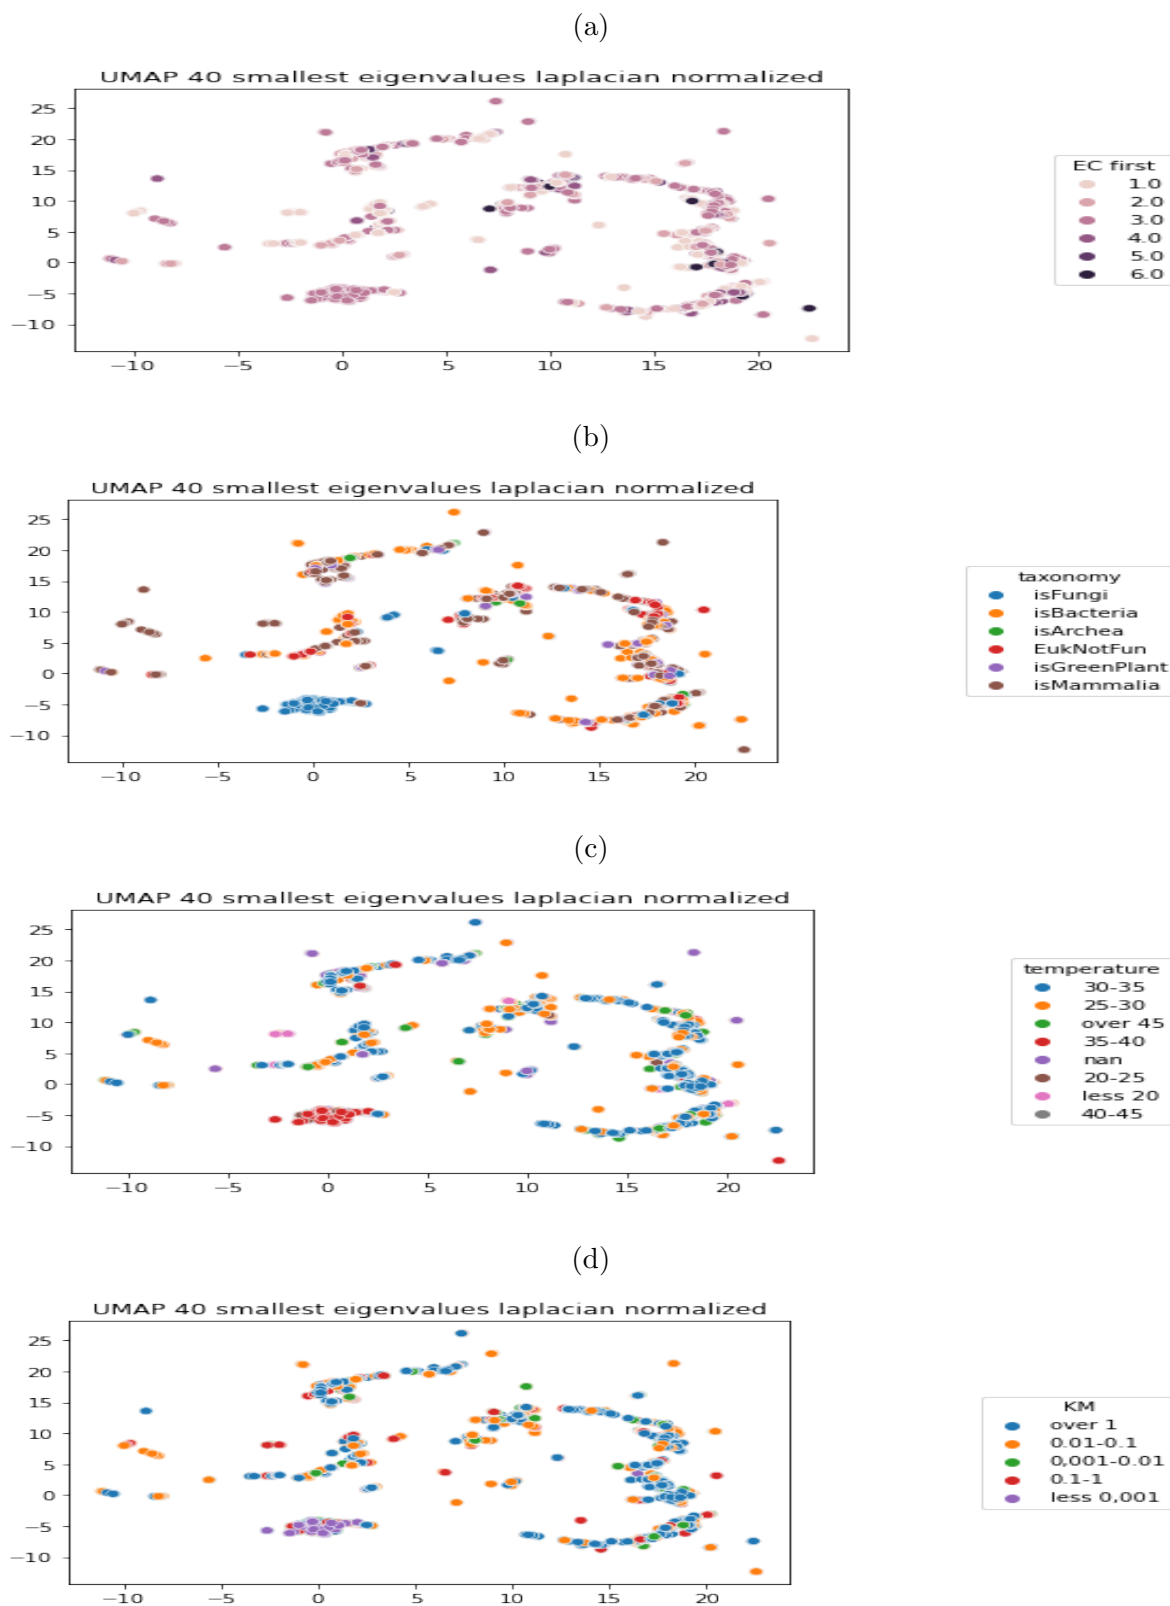 (a)
UMAP 40 smallest eigenvalues laplacian normalized
25
20
15
10
5
0
−5
−10
−10 −5 0 5 10 15 20
EC first
1.0
2.0
3.0
4.0
5.0
6.0
(b)
UMAP 40 smallest eigenvalues laplacian normalized
25
20
15
10
5
0
−5
−10
−10 −5 0 5 10 15 20
taxonomy
isFungi
isBacteria
isArchea
EukNotFun
isGreenPlant
isMammalia
(c)
UMAP 40 smallest eigenvalues laplacian normalized
25
20
15
10
5
0
−5
−10
−10 −5 0 5 10 15 20
temperature
30-35
25-30
over 45
35-40
nan
20-25
less 20
40-45
(d)
UMAP 40 smallest eigenvalues laplacian normalized
25
20
15
10
5
0
−5
−10
−10 −5 0 5 10 15 20
KM
over 1
0.01-0.1
0,001-0.01
0.1-1
less 0,001